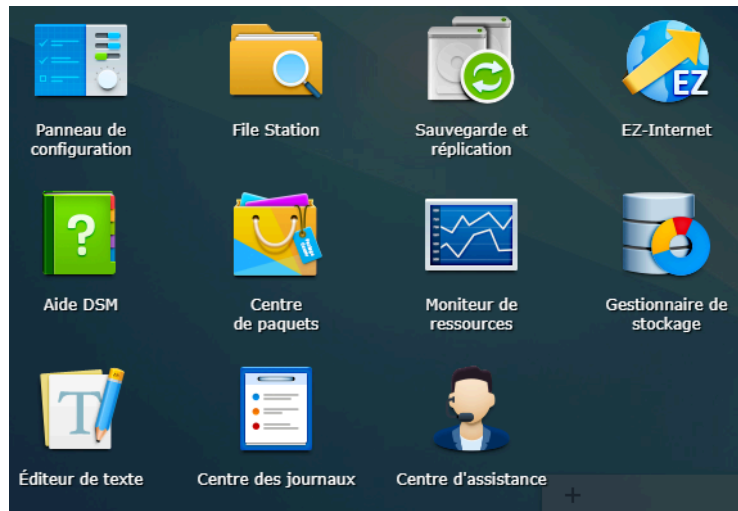 EZ
Panneau de
configuration
File Station
Sauvegarde et
réplication
EZ-Internet
?
Aide DSM
Centre
de paquets
Moniteur de
ressources
Gestionnaire de
stockage
T
Éditeur de texte
Centre des journaux
Centre d'assistance
+